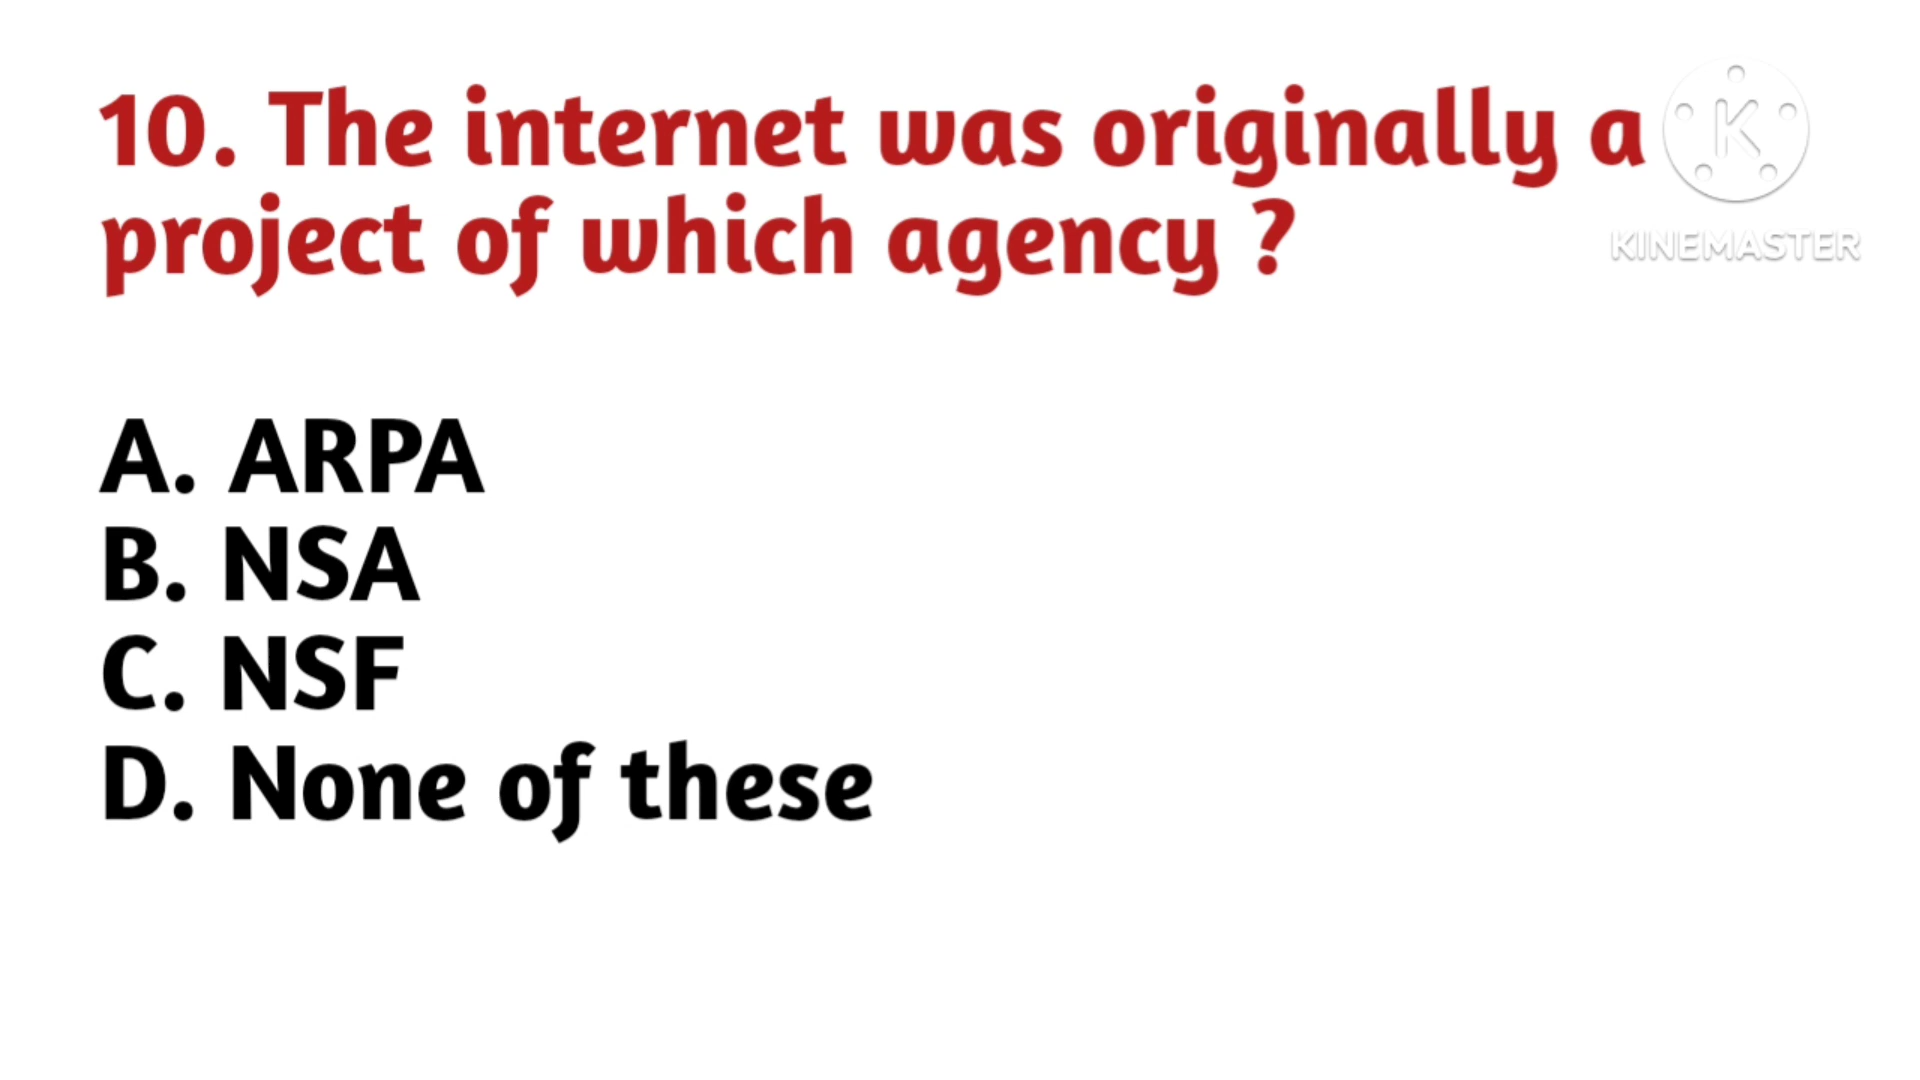 10. The internet was originally a
project of which agency ?
K
KINEMASTER
A. ARPA
B. NSA
C. NSF
D. None of these